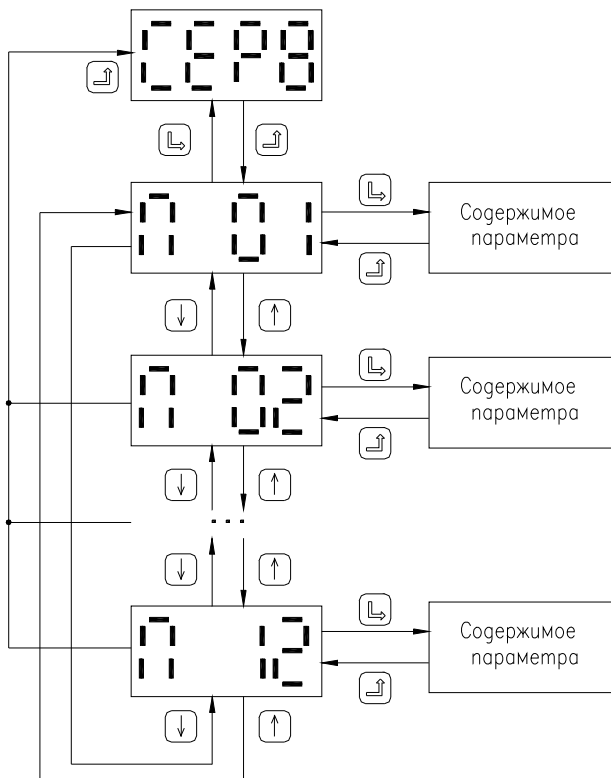 СЕРВ
П 01
Содержимое
параметра
П 02
Содержимое
параметра
...
П 12
Содержимое
параметра